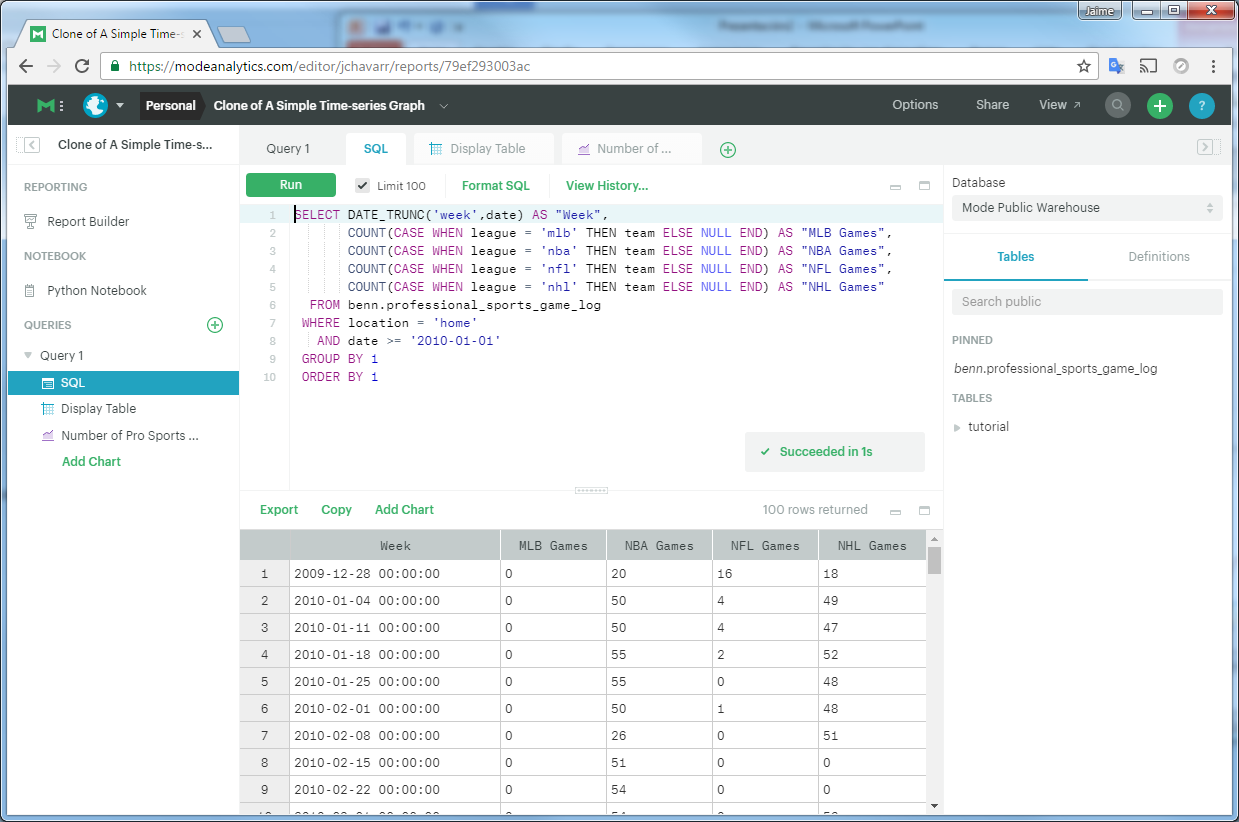 Jaime
Presentación2 - Microsoft PowerPoint
Clone of A Simple Time-s
https://modeanalytics.com/editor/jchavarr/reports/79ef293003ac
Personal
Clone of A Simple Time-series Graph
Options
Share
View
?
Clone of A Simple Time-s...
REPORTING
Report Builder
NOTEBOOK
Python Notebook
QUERIES
Query 1
SQL
Display Table
Number of Pro Sports ...
Add Chart
Query 1
SQL
Display Table
Number of ...
Run
Limit 100
Format SQL
View History...
1 SELECT DATE_TRUNC('week',date) AS "Week",
2 COUNT(CASE WHEN league = 'mlb' THEN team ELSE NULL END) AS "MLB Games",
3 COUNT(CASE WHEN league = 'nba' THEN team ELSE NULL END) AS "NBA Games",
4 COUNT(CASE WHEN league = 'nfl' THEN team ELSE NULL END) AS "NFL Games",
5 COUNT(CASE WHEN league = 'nhl' THEN team ELSE NULL END) AS "NHL Games"
6 FROM benn.professional_sports_game_log
7 WHERE location = 'home'
8 AND date >= '2010-01-01'
9 GROUP BY 1
10 ORDER BY 1
Succeeded in 1s
Export
Copy
Add Chart
100 rows returned
Week MLB Games NBA Games NFL Games NHL Games
1 2009-12-28 00:00:00 0 20 16 18
2 2010-01-04 00:00:00 0 50 4 49
3 2010-01-11 00:00:00 0 50 4 47
4 2010-01-18 00:00:00 0 55 2 52
5 2010-01-25 00:00:00 0 55 0 48
6 2010-02-01 00:00:00 0 50 1 48
7 2010-02-08 00:00:00 0 26 0 51
8 2010-02-15 00:00:00 0 51 0 0
9 2010-02-22 00:00:00 0 54 0 0
Database
Mode Public Warehouse
Tables
Definitions
Search public
PINNED
benn.professional_sports_game_log
TABLES
tutorial